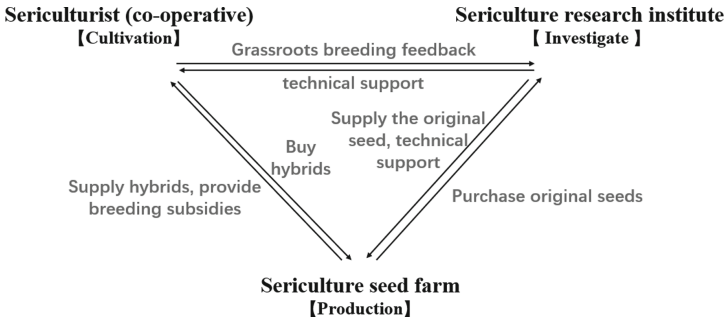 Sericulturist (co-operative)
【Cultivation】
Sericulture research institute
【 Investigate 】
Grassroots breeding feedback
technical support
Supply the original
seed, technical
support
Buy
hybrids
Supply hybrids, provide
breeding subsidies
Purchase original seeds
Sericulture seed farm
【Production】